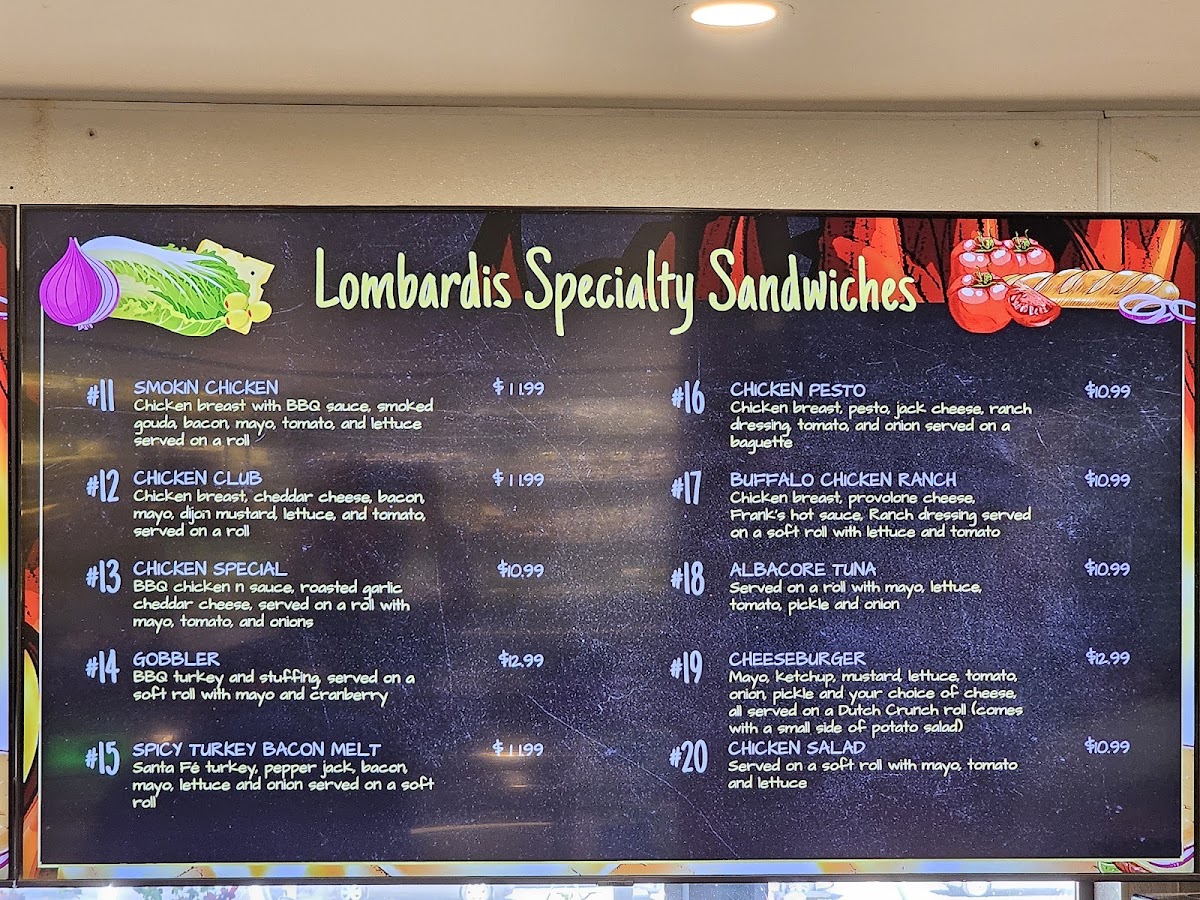 Lombardis Specialty Sandwiches
#11 SMOKIN CHICKEN $11.99
Chicken breast with BBQ sauce, smoked
gouda, bacon, mayo, tomato, and lettuce
served on a roll
#12 CHICKEN CLUB $11.99
Chicken breast, cheddar cheese, bacon,
mayo, dijon mustard, lettuce, and tomato,
served on a roll
#13 CHICKEN SPECIAL $10.99
BBQ chicken n sauce, roasted garlic
cheddar cheese, served on a roll with
mayo, tomato, and onions
#14 GOBBLER $12.99
BBQ turkey and stuffing, served on a
soft roll with mayo and cranberry
#15 SPICY TURKEY BACON MELT $11.99
Santa Fé turkey, pepper jack, bacon,
mayo, lettuce and onion served on a soft
roll
#16 CHICKEN PESTO $10.99
Chicken breast, pesto, jack cheese, ranch
dressing, tomato, and onion served on a
baguette
#17 BUFFALO CHICKEN RANCH $10.99
Chicken breast, provolone cheese,
Frank's hot sauce, Ranch dressing served
on a soft roll with lettuce and tomato
#18 ALBACORE TUNA $10.99
Served on a roll with mayo, lettuce,
tomato, pickle and onion
#19 CHEESEBURGER $12.99
Mayo, ketchup, mustard, lettuce, tomato,
onion, pickle and your choice of cheese,
all served on a Dutch Crunch roll (comes
with a small side of potato salad)
#20 CHICKEN SALAD $10.99
Served on a soft roll with mayo, tomato
and lettuce